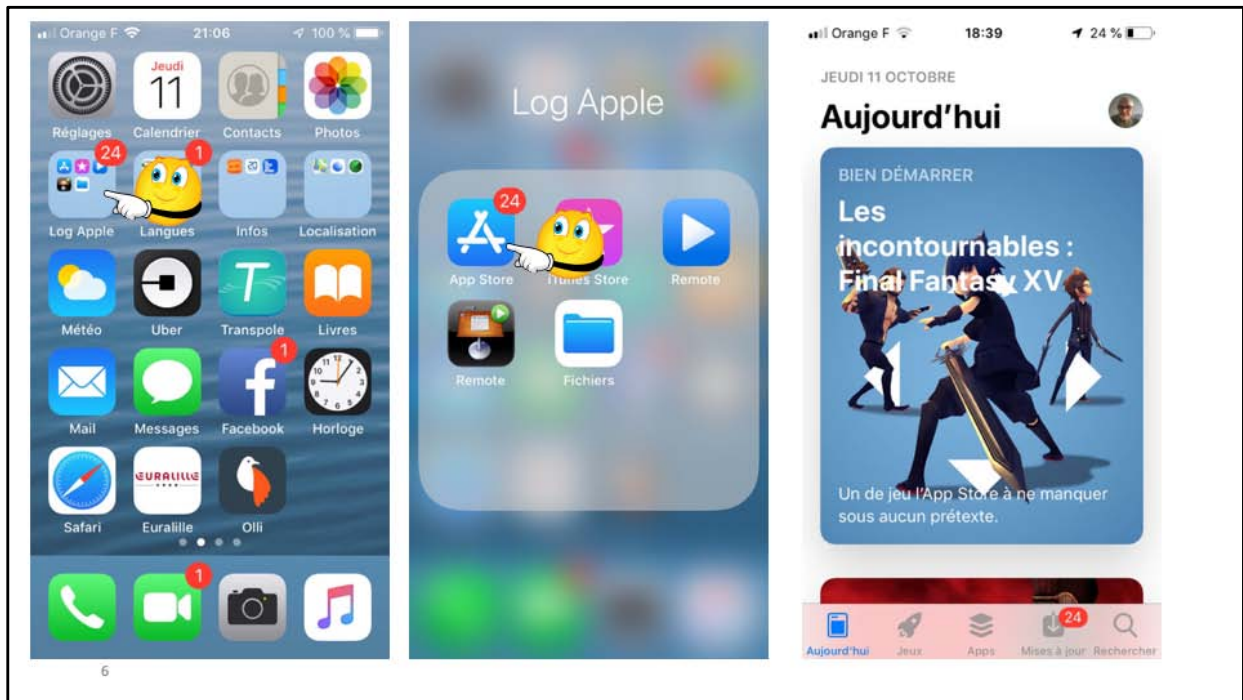 Orange F 21:06 100 %
Jeudi
11
Réglages Calendrier Contacts Photos
24 1
20
Log Apple Langues Infos Localisation
T
Météo Uber Transpole Livres
1
12
Mail Messages Facebook Horloge
EURALILLE
Safari Euralille Olli
1
6
Log Apple
24
App Store iTunes Store Remote
Remote Fichiers
Orange F 18:39 24 %
JEUDI 11 OCTOBRE
Aujourd'hui
BIEN DÉMARRER
Les
incontournables :
Final Fantasy XV
Un de jeu l'App Store à ne manquer
sous aucun prétexte.
24
Aujourd'hui Jeux Apps Mises à jour Rechercher